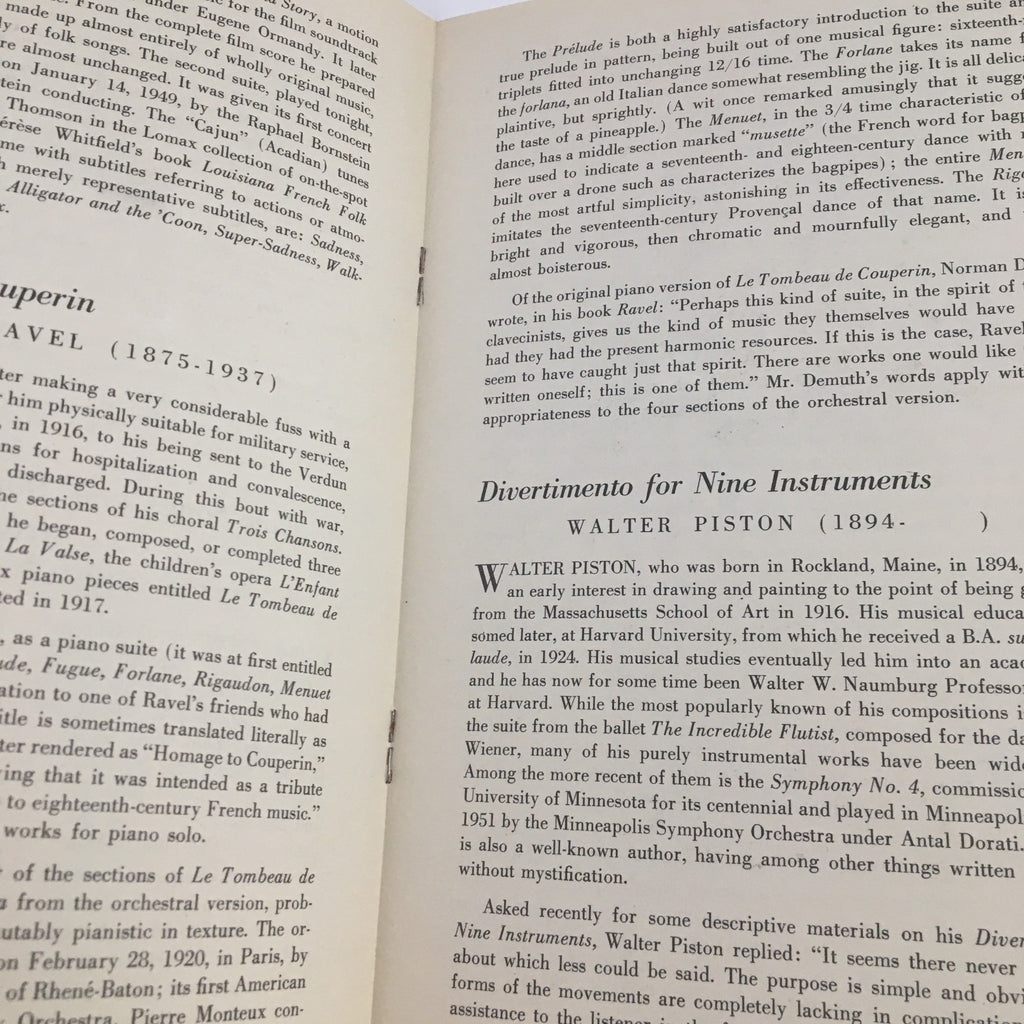 Story, a motion
for the film soundtrack
under Eugene Ormandy. It later
From the complete film score he prepared
made up almost entirely of wholly original music,
of folk songs. The second suite, played tonight,
almost unchanged. It was given its first concert
on January 14, 1949, by the Raphael Bornstein
conducting. The "Cajun" (Acadian) tunes
Thomson in the Lomax collection of on-the-spot
Whitfield's book Louisiana French Folk
with subtitles referring to actions or atmo-
merely representative subtitles, are: Sadness,
Alligator and the 'Coon, Super-Sadness, Walk-
uperin
AVEL (1875-1937)
ter making a very considerable fuss with a
him physically suitable for military service,
in 1916, to his being sent to the Verdun
ns for hospitalization and convalescence,
discharged. During this bout with war,
sections of his choral Trois Chansons.
he began, composed, or completed three
La Valse, the children's opera L'Enfant
x piano pieces entitled Le Tombeau de
ted in 1917.
, as a piano suite (it was at first entitled
ude, Fugue, Forlane, Rigaudon, Menuet
ation to one of Ravel's friends who had
itle is sometimes translated literally as
ter rendered as "Homage to Couperin,"
ing that it was intended as a tribute
to eighteenth-century French music."
works for piano solo.
of the sections of Le Tombeau de
a from the orchestral version, prob-
utably pianistic in texture. The or-
on February 28, 1920, in Paris, by
of Rhené-Baton; its first American
Orchestra, Pierre Monteux con-
The Prélude is both a highly satisfactory introduction to the suite
true prelude in pattern, being built out of one musical figure: sixteenth-
triplets fitted into unchanging 12/16 time. The Forlane takes its name
the forlana, an old Italian dance somewhat resembling the jig. It is all delica
plaintive, but sprightly. (A wit once remarked amusingly that it sugge
the taste of a pineapple.) The Menuet, in the 3/4 time characteristic of
dance, has a middle section marked "musette" (the French word for bagp
here used to indicate a seventeenth- and eighteen-century dance with
built over a drone such as characterizes the bagpipes) ; the entire Men
of the most artful simplicity, astonishing in its effectiveness. The Rig
imitates the seventeenth-century Provençal dance of that name. It is
bright and vigorous, then chromatic and mournfully elegant, and
almost boisterous.
Of the original piano version of Le Tombeau de Couperin, Norman D
wrote, in his book Ravel: "Perhaps this kind of suite, in the spirit of
clavecinists, gives us the kind of music they themselves would have
had they had the present harmonic resources. If this is the case, Ravel
seem to have caught just that spirit. There are works one would like
written oneself; this is one of them." Mr. Demuth's words apply wit
appropriateness to the four sections of the orchestral version.
Divertimento for Nine Instruments
WALTER PISTON (1894- )
WALTER PISTON, who was born in Rockland, Maine, in 1894,
an early interest in drawing and painting to the point of being
from the Massachusetts School of Art in 1916. His musical educa
somed later, at Harvard University, from which he received a B.A. su
laude, in 1924. His musical studies eventually led him into an aca
and he has now for some time been Walter W. Naumburg Professo
at Harvard. While the most popularly known of his compositions i
the suite from the ballet The Incredible Flutist, composed for the da
Wiener, many of his purely instrumental works have been wid
Among the more recent of them is the Symphony No. 4, commissio
University of Minnesota for its centennial and played in Minneapol
1951 by the Minneapolis Symphony Orchestra under Antal Dorati.
is also a well-known author, having among other things written
without mystification.
Asked recently for some descriptive materials on his Diver
Nine Instruments, Walter Piston replied: "It seems there never
about which less could be said. The purpose is simple and obvi
forms of the movements are completely lacking in complication
assistance to the listener in the